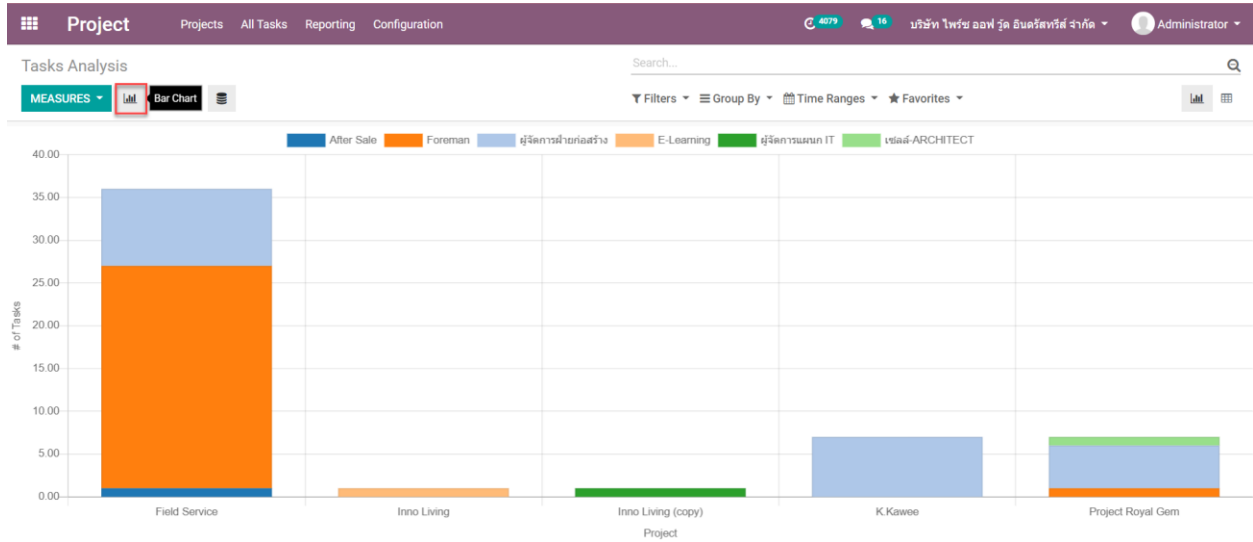 Project Projects All Tasks Reporting Configuration 4079 16 บริษัท ไพร์ซ ออฟ วู้ด อินดรัสทรีส์ จำกัด Administrator
Tasks Analysis Search...
MEASURES Bar Chart Filters Group By Time Ranges Favorites
After Sale Foreman ผู้จัดการฝ่ายก่อสร้าง E-Learning ผู้จัดการแผนก IT เซลล์-ARCHITECT
40.00
35.00
30.00
25.00
20.00
15.00
10.00
5.00
0.00
# of Tasks
Field Service Inno Living Inno Living (copy) K.Kawee Project Royal Gem
Project